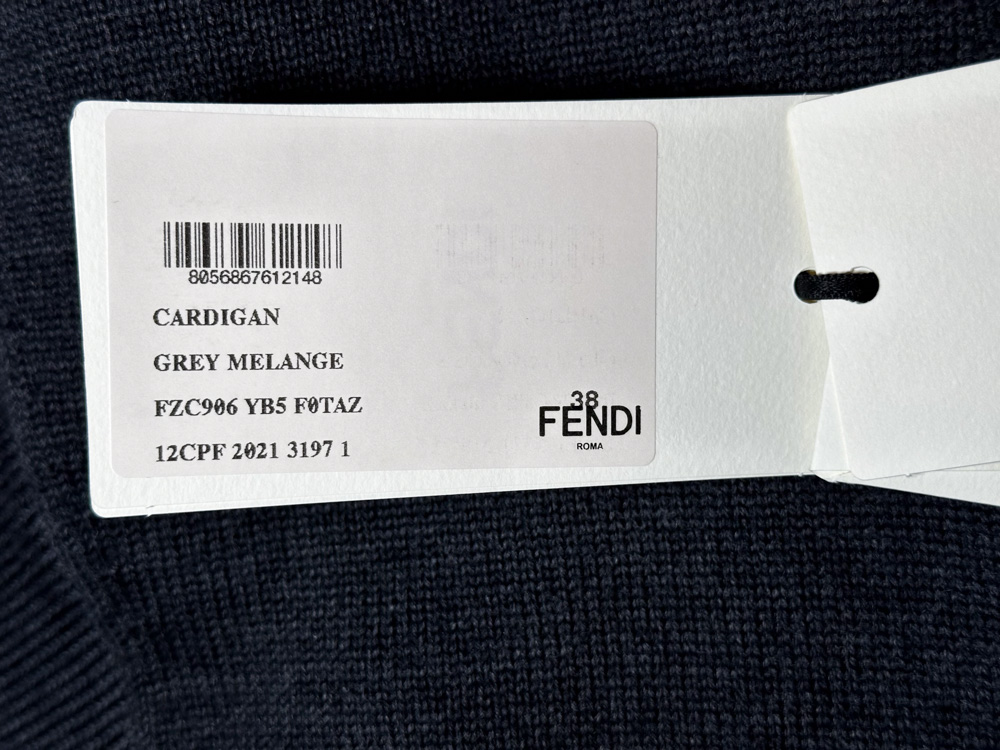 8056867612148
CARDIGAN
GREY MELANGE
FZC906 YB5 F0TAZ
12CPF 2021 3197 1
38
FENDI
ROMA